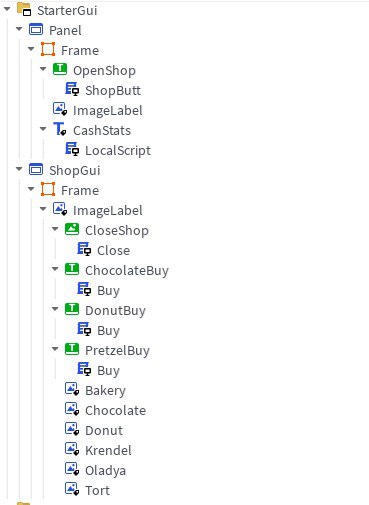 StarterGui
Panel
Frame
OpenShop
ShopButt
ImageLabel
CashStats
LocalScript
ShopGui
Frame
ImageLabel
CloseShop
Close
ChocolateBuy
Buy
DonutBuy
Buy
PretzelBuy
Buy
Bakery
Chocolate
Donut
Krendel
Oladya
Tort